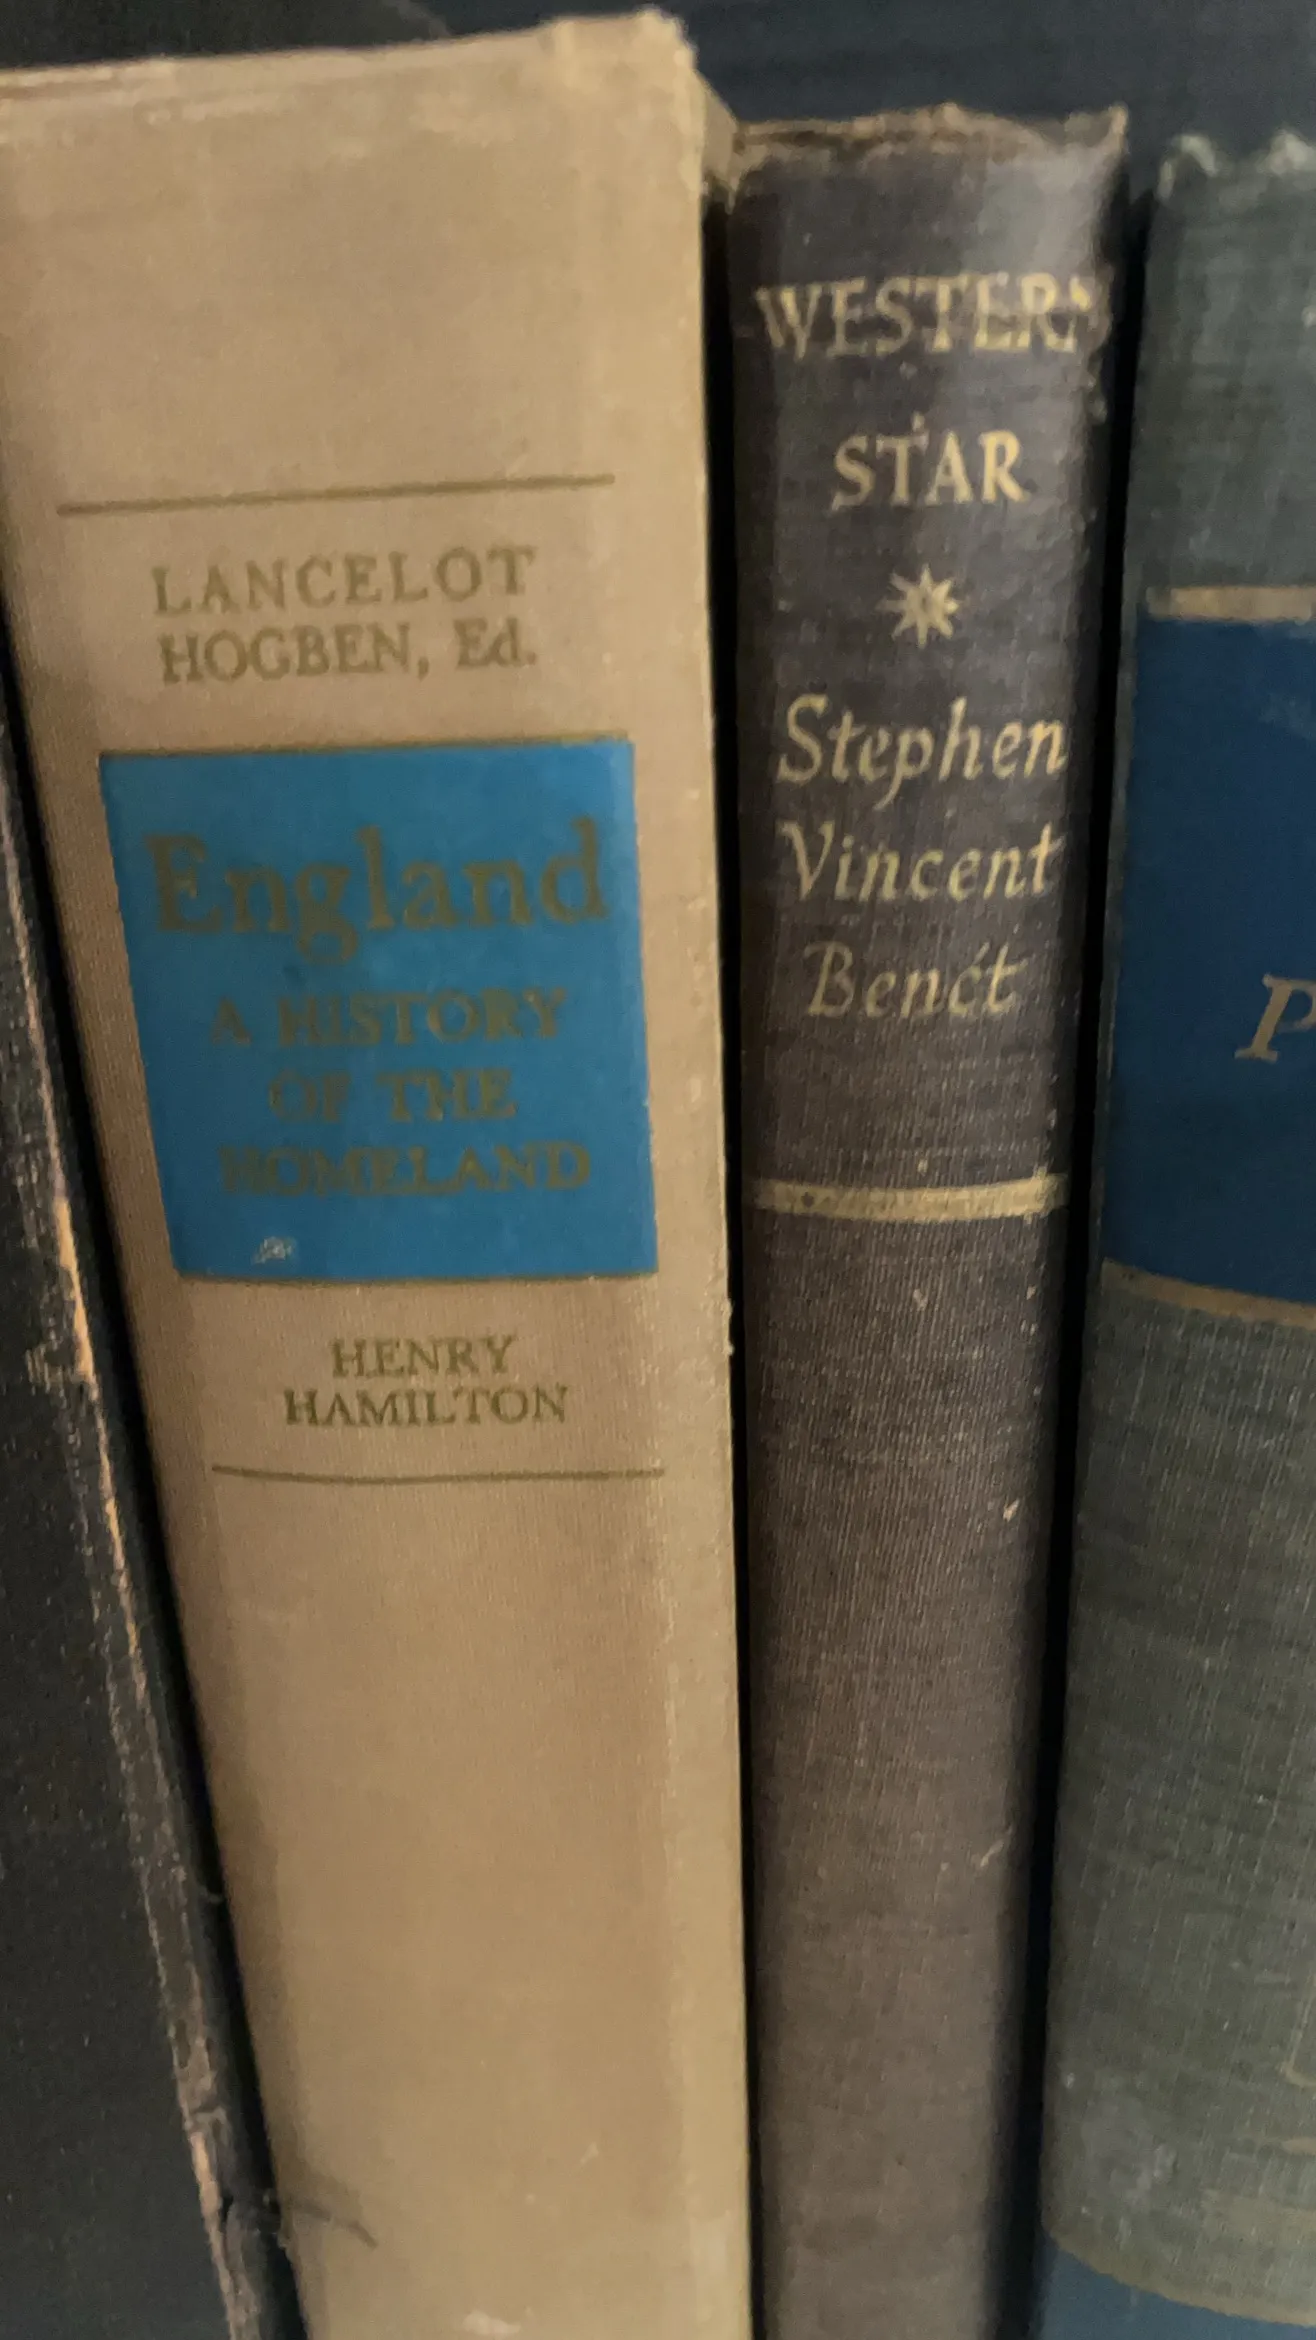 LANCELOT
HOGBEN, Ed.
England
A HISTORY
OF THE
HOMELAND
HENRY
HAMILTON
WESTERN
STAR
Stephen
Vincent
Benét
P